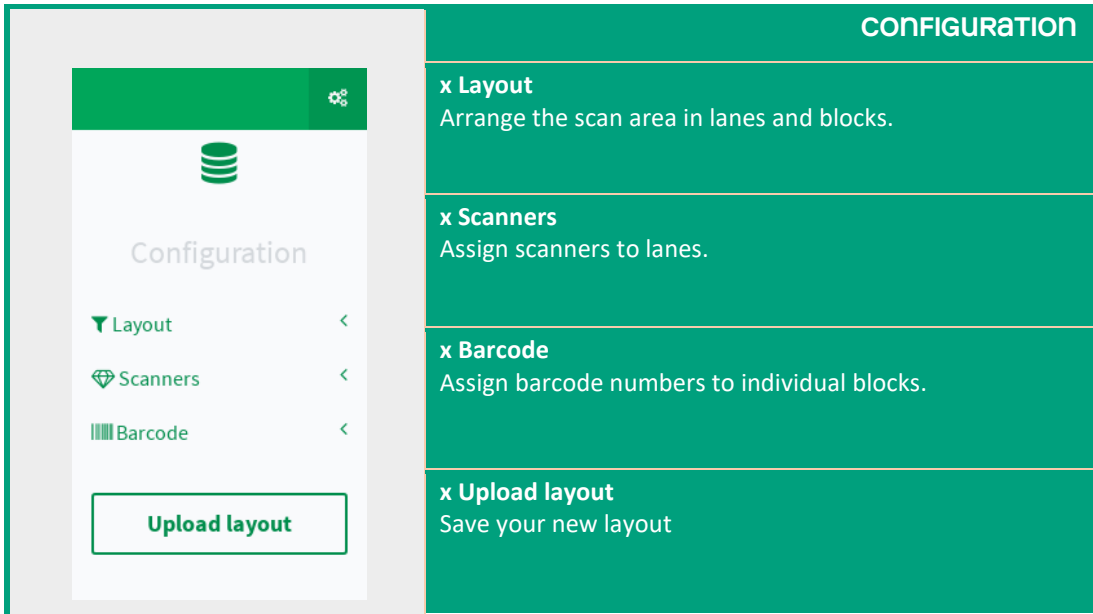 CONFIGURATION
Configuration
Layout
Scanners
Barcode
Upload layout
x Layout
Arrange the scan area in lanes and blocks.
x Scanners
Assign scanners to lanes.
x Barcode
Assign barcode numbers to individual blocks.
x Upload layout
Save your new layout